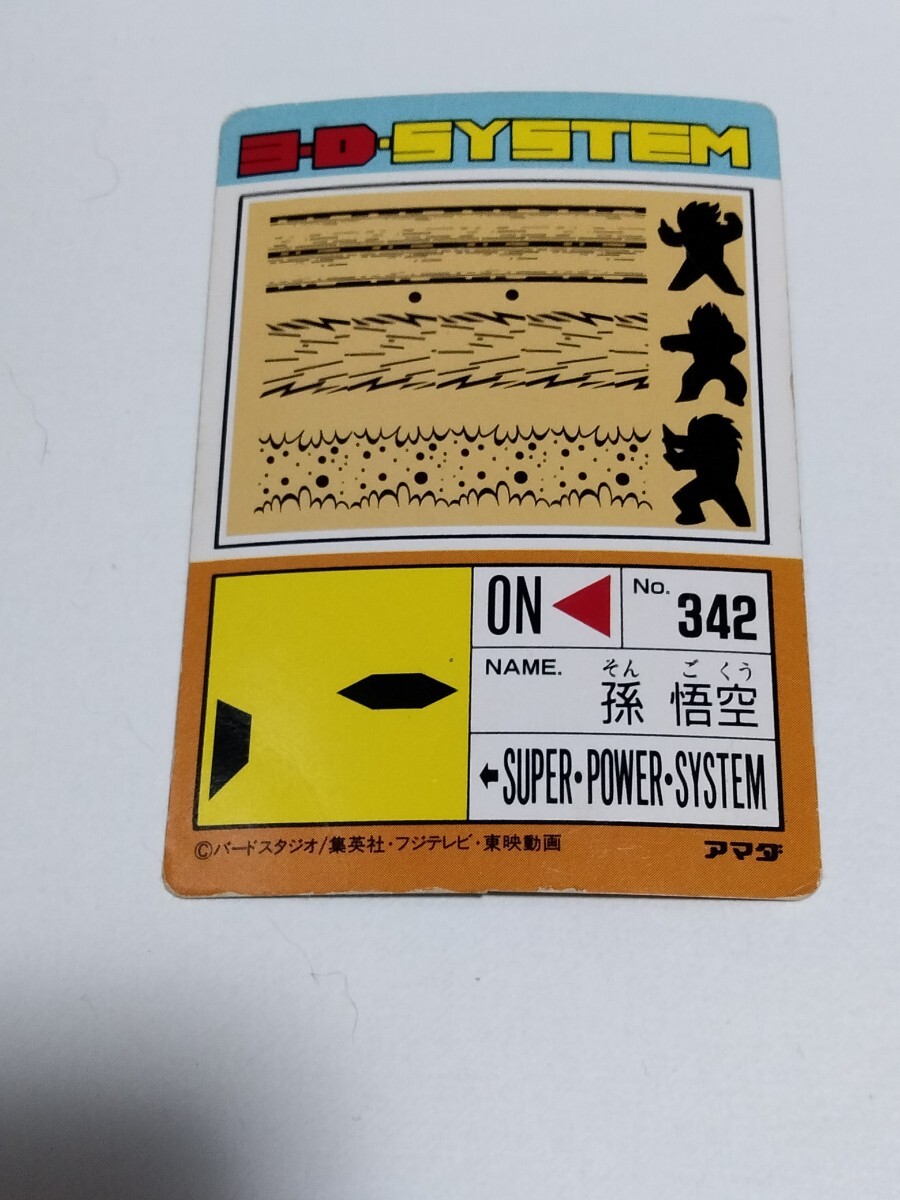 3·D·SYSTEM
ON
No.
342
NAME.
そん ご くう
孫 悟空
SUPER·POWER·SYSTEM
©バードスタジオ/集英社・フジテレビ・東映動画
アマダ